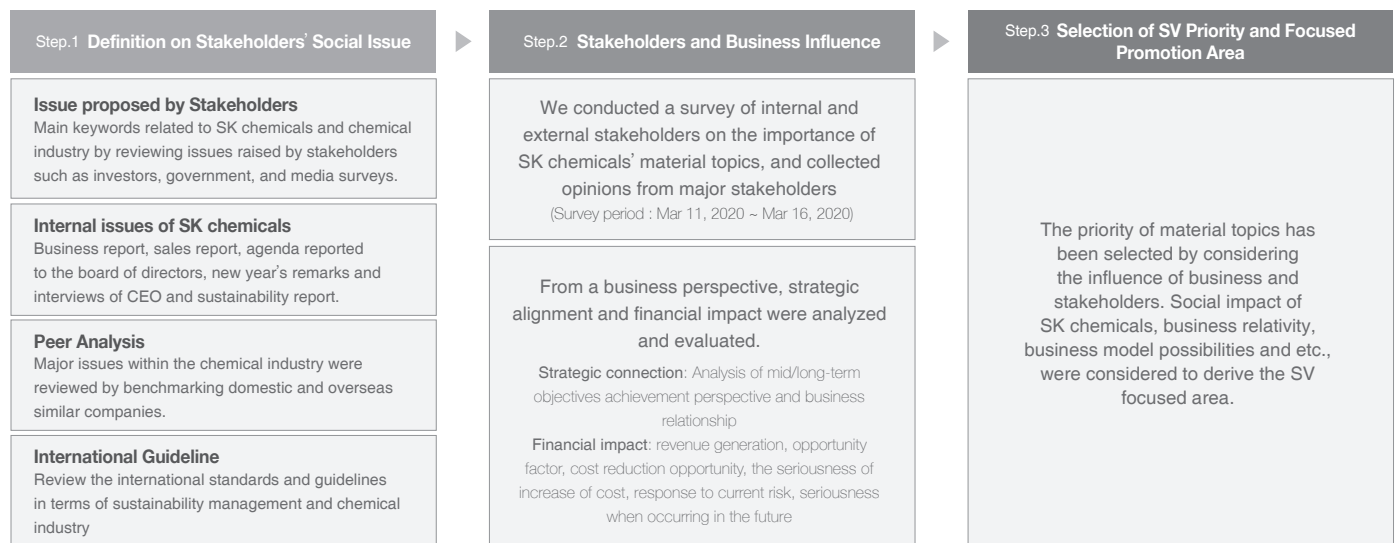 Step.1 Definition on Stakeholders' Social Issue
Issue proposed by Stakeholders
Main keywords related to SK chemicals and chemical
industry by reviewing issues raised by stakeholders
such as investors, government, and media surveys.
Internal issues of SK chemicals
Business report, sales report, agenda reported
to the board of directors, new year's remarks and
interviews of CEO and sustainability report.
Peer Analysis
Major issues within the chemical industry were
reviewed by benchmarking domestic and overseas
similar companies.
International Guideline
Review the international standards and guidelines
in terms of sustainability management and chemical
industry
Step.2 Stakeholders and Business Influence
We conducted a survey of internal and
external stakeholders on the importance of
SK chemicals' material topics, and collected
opinions from major stakeholders
(Survey period : Mar 11, 2020 ~ Mar 16, 2020)
From a business perspective, strategic
alignment and financial impact were analyzed
and evaluated.
Strategic connection: Analysis of mid/long-term
objectives achievement perspective and business
relationship
Financial impact: revenue generation, opportunity
factor, cost reduction opportunity, the seriousness of
increase of cost, response to current risk, seriousness
when occurring in the future
Step.3 Selection of SV Priority and Focused
Promotion Area
The priority of material topics has
been selected by considering
the influence of business and
stakeholders. Social impact of
SK chemicals, business relativity,
business model possibilities and etc.,
were considered to derive the SV
focused area.